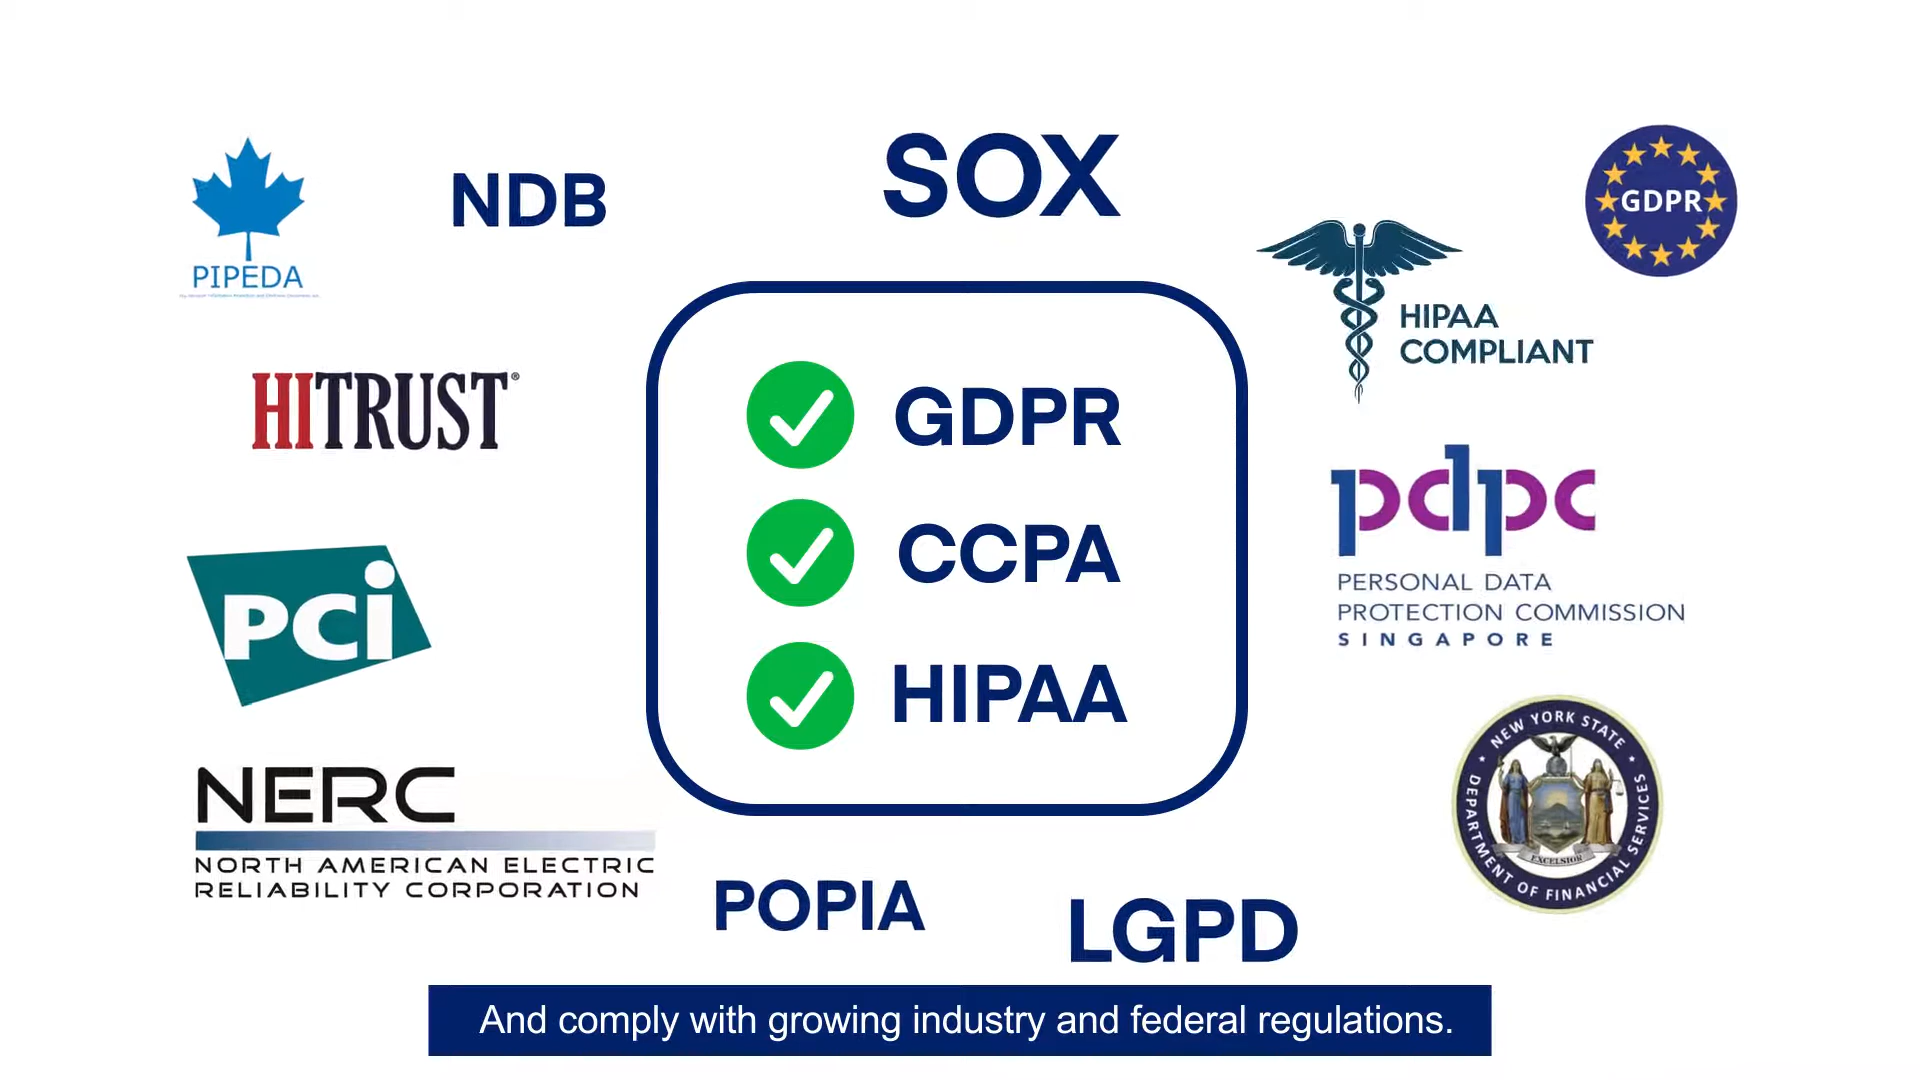 SOX
NDB
PIPEDA
GDPR
HIPAA
COMPLIANT
HITRUST®
GDPR
CCPA
HIPAA
pdpc
PERSONAL DATA
PROTECTION COMMISSION
SINGAPORE
PCi
NERC
NORTH AMERICAN ELECTRIC
RELIABILITY CORPORATION
NEW YORK STATE
DEPARTMENT OF FINANCIAL SERVICES
EXCELSIOR
POPIA
LGPD
And comply with growing industry and federal regulations.